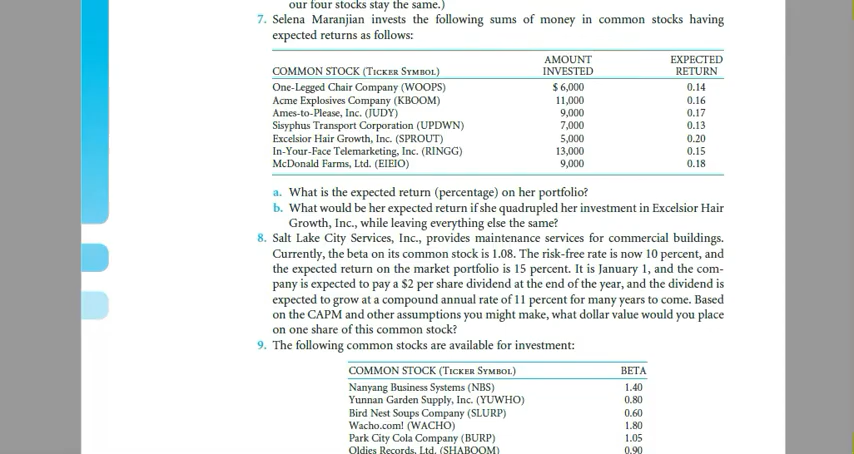 our four stocks stay the same.)
7. Selena Maranjian invests the following sums of money in common stocks having
expected returns as follows:
AMOUNT EXPECTED
COMMON STOCK (TICKER SYMBOL) INVESTED RETURN
One-Legged Chair Company (WOOPS) $ 6,000 0.14
Acme Explosives Company (KBOOM) 11,000 0.16
Ames-to-Please, Inc. (JUDY) 9,000 0.17
Sisyphus Transport Corporation (UPDWN) 7,000 0.13
Excelsior Hair Growth, Inc. (SPROUT) 5,000 0.20
In-Your-Face Telemarketing, Inc. (RINGG) 13,000 0.15
McDonald Farms, Ltd. (EIEIO) 9,000 0.18
a. What is the expected return (percentage) on her portfolio?
b. What would be her expected return if she quadrupled her investment in Excelsior Hair
Growth, Inc., while leaving everything else the same?
8. Salt Lake City Services, Inc., provides maintenance services for commercial buildings.
Currently, the beta on its common stock is 1.08. The risk-free rate is now 10 percent, and
the expected return on the market portfolio is 15 percent. It is January 1, and the com-
pany is expected to pay a $2 per share dividend at the end of the year, and the dividend is
expected to grow at a compound annual rate of 11 percent for many years to come. Based
on the CAPM and other assumptions you might make, what dollar value would you place
on one share of this common stock?
9. The following common stocks are available for investment:
COMMON STOCK (TICKER SYMBOL) BETA
Nanyang Business Systems (NBS) 1.40
Yunnan Garden Supply, Inc. (YUWHO) 0.80
Bird Nest Soups Company (SLURP) 0.60
Wacho.com! (WACHO) 1.80
Park City Cola Company (BURP) 1.05
Oldies Records, Ltd. (SHABOOM) 0.90